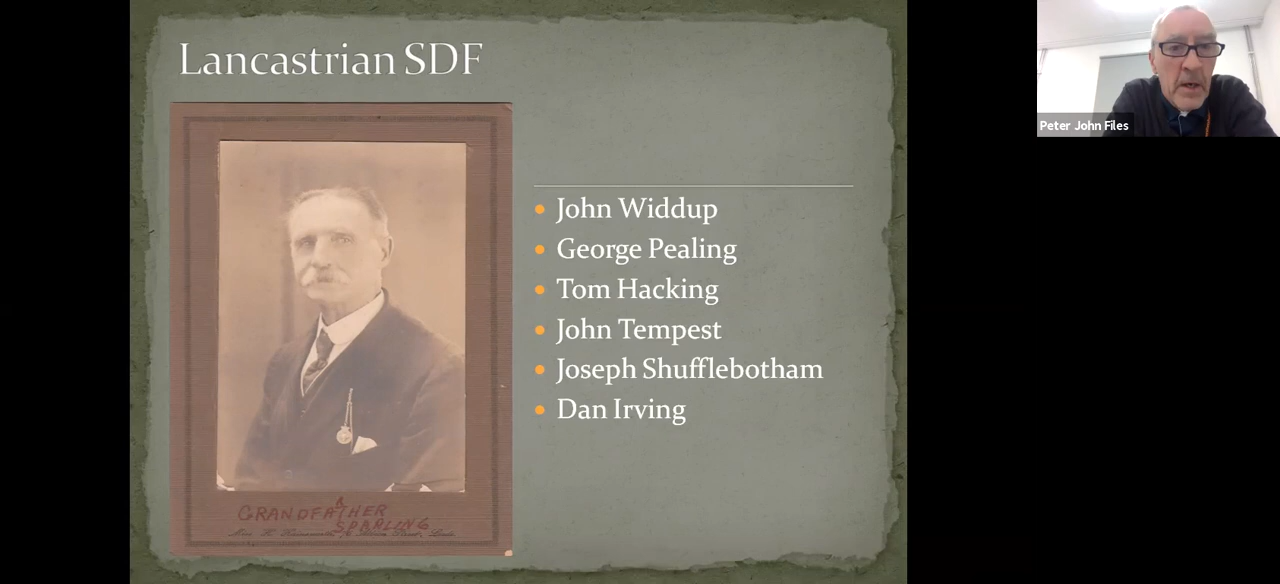 Lancastrian SDF
John Widdup
George Pealing
Tom Hacking
John Tempest
Joseph Shufflebotham
Dan Irving
GRANDFATHER
SPARLING
Peter John Files